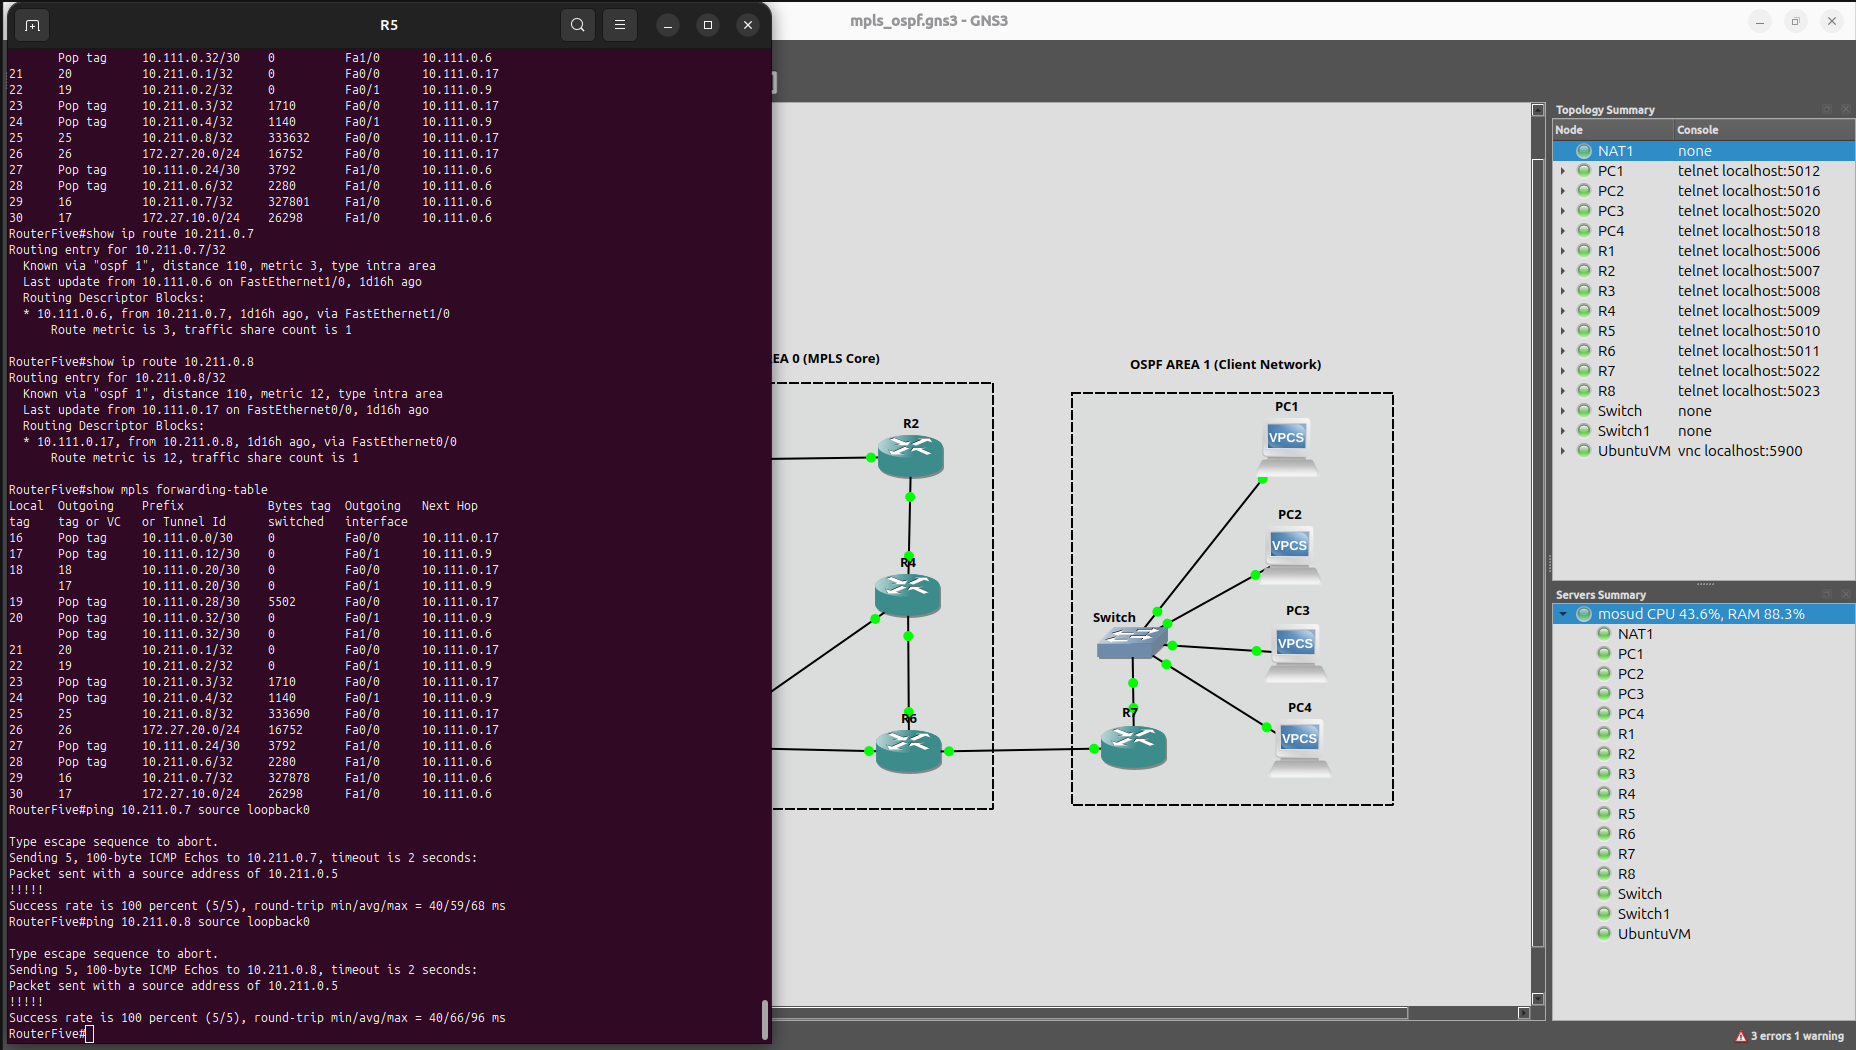 R5
mpls_ospf.gns3 - GNS3
Pop tag 10.111.0.32/30 0 Fa1/0 10.111.0.6
21 20 10.211.0.1/32 0 Fa0/0 10.111.0.17
22 19 10.211.0.2/32 0 Fa0/1 10.111.0.9
23 Pop tag 10.211.0.3/32 1710 Fa0/0 10.111.0.17
24 Pop tag 10.211.0.4/32 1140 Fa0/1 10.111.0.9
25 25 10.211.0.8/32 333632 Fa0/0 10.111.0.17
26 26 172.27.20.0/24 16752 Fa0/0 10.111.0.17
27 Pop tag 10.111.0.24/30 3792 Fa1/0 10.111.0.6
28 Pop tag 10.211.0.6/32 2280 Fa1/0 10.111.0.6
29 16 10.211.0.7/32 327801 Fa1/0 10.111.0.6
30 17 172.27.10.0/24 26298 Fa1/0 10.111.0.6
RouterFive#show ip route 10.211.0.7
Routing entry for 10.211.0.7/32
Known via "ospf 1", distance 110, metric 3, type intra area
Last update from 10.111.0.6 on FastEthernet1/0, 1d16h ago
Routing Descriptor Blocks:
* 10.111.0.6, from 10.211.0.7, 1d16h ago, via FastEthernet1/0
Route metric is 3, traffic share count is 1
RouterFive#show ip route 10.211.0.8
Routing entry for 10.211.0.8/32
Known via "ospf 1", distance 110, metric 12, type intra area
Last update from 10.111.0.17 on FastEthernet0/0, 1d16h ago
Routing Descriptor Blocks:
* 10.111.0.17, from 10.211.0.8, 1d16h ago, via FastEthernet0/0
Route metric is 12, traffic share count is 1
RouterFive#show mpls forwarding-table
Local Outgoing Prefix Bytes tag Outgoing Next Hop
tag tag or VC or Tunnel Id switched interface
16 Pop tag 10.111.0.0/30 0 Fa0/0 10.111.0.17
17 Pop tag 10.111.0.12/30 0 Fa0/1 10.111.0.9
18 18 10.111.0.20/30 0 Fa0/0 10.111.0.17
17 10.111.0.20/30 0 Fa0/1 10.111.0.9
19 Pop tag 10.111.0.28/30 5502 Fa0/0 10.111.0.17
20 Pop tag 10.111.0.32/30 0 Fa0/1 10.111.0.9
Pop tag 10.111.0.32/30 0 Fa1/0 10.111.0.6
21 20 10.211.0.1/32 0 Fa0/0 10.111.0.17
22 19 10.211.0.2/32 0 Fa0/1 10.111.0.9
23 Pop tag 10.211.0.3/32 1710 Fa0/0 10.111.0.17
24 Pop tag 10.211.0.4/32 1140 Fa0/1 10.111.0.9
25 25 10.211.0.8/32 333690 Fa0/0 10.111.0.17
26 26 172.27.20.0/24 16752 Fa0/0 10.111.0.17
27 Pop tag 10.111.0.24/30 3792 Fa1/0 10.111.0.6
28 Pop tag 10.211.0.6/32 2280 Fa1/0 10.111.0.6
29 16 10.211.0.7/32 327878 Fa1/0 10.111.0.6
30 17 172.27.10.0/24 26298 Fa1/0 10.111.0.6
RouterFive#ping 10.211.0.7 source loopback0
Type escape sequence to abort.
Sending 5, 100-byte ICMP Echos to 10.211.0.7, timeout is 2 seconds:
Packet sent with a source address of 10.211.0.5
!!!!!
Success rate is 100 percent (5/5), round-trip min/avg/max = 40/59/68 ms
RouterFive#ping 10.211.0.8 source loopback0
Type escape sequence to abort.
Sending 5, 100-byte ICMP Echos to 10.211.0.8, timeout is 2 seconds:
Packet sent with a source address of 10.211.0.5
!!!!!
Success rate is 100 percent (5/5), round-trip min/avg/max = 40/66/96 ms
RouterFive#
EA 0 (MPLS Core)
R2
R4
R6
OSPF AREA 1 (Client Network)
PC1
VPCS
PC2
VPCS
PC3
VPCS
PC4
VPCS
Switch
R7
Topology Summary
Node Console
NAT1 none
PC1 telnet localhost:5012
PC2 telnet localhost:5016
PC3 telnet localhost:5020
PC4 telnet localhost:5018
R1 telnet localhost:5006
R2 telnet localhost:5007
R3 telnet localhost:5008
R4 telnet localhost:5009
R5 telnet localhost:5010
R6 telnet localhost:5011
R7 telnet localhost:5022
R8 telnet localhost:5023
Switch none
Switch1 none
UbuntuVM vnc localhost:5900
Servers Summary
mosud CPU 43.6%, RAM 88.3%
NAT1
PC1
PC2
PC3
PC4
R1
R2
R3
R4
R5
R6
R7
R8
Switch
Switch1
UbuntuVM
3 errors 1 warning